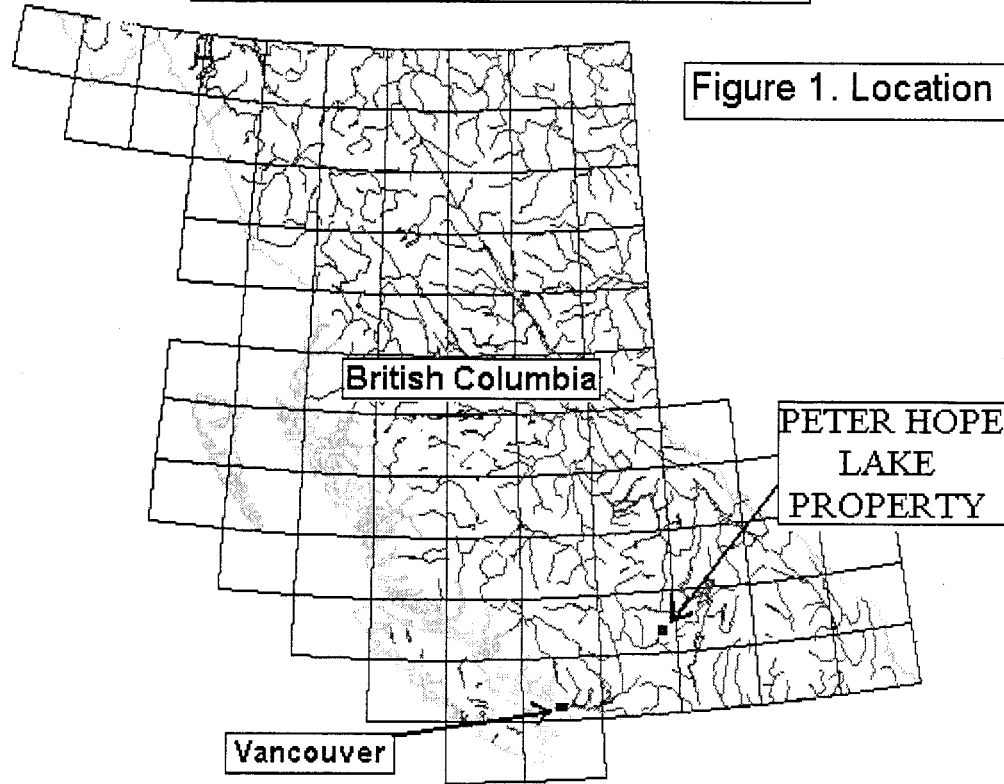 Figure 1. Location
British Columbia
PETER HOPE
LAKE
PROPERTY
Vancouver